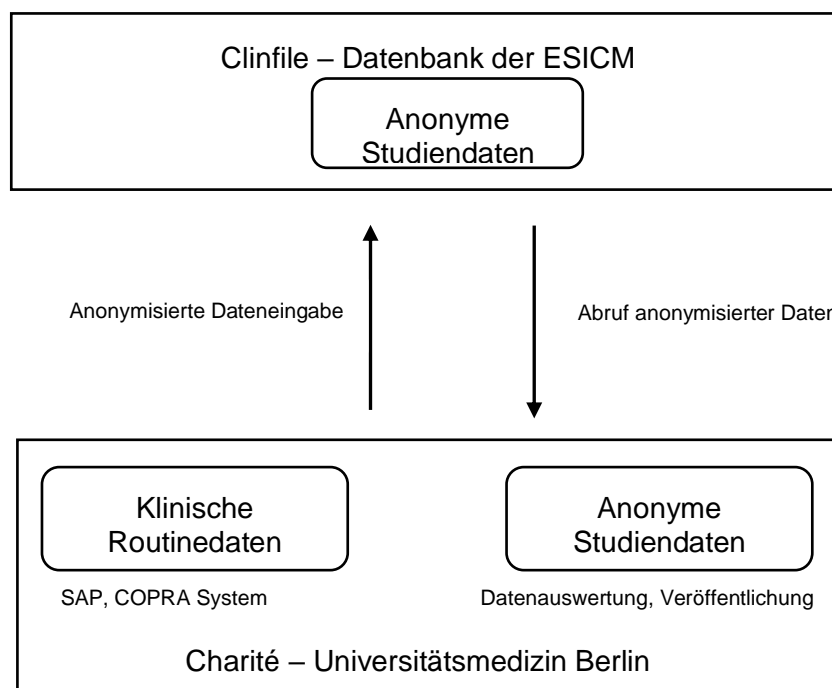 Clinfile – Datenbank der ESICM
Anonyme
Studiendaten
Anonymisierte Dateneingabe
Abruf anonymisierter Daten
Klinische
Routinedaten
Anonyme
Studiendaten
SAP, COPRA System
Datenauswertung, Veröffentlichung
Charité – Universitätsmedizin Berlin